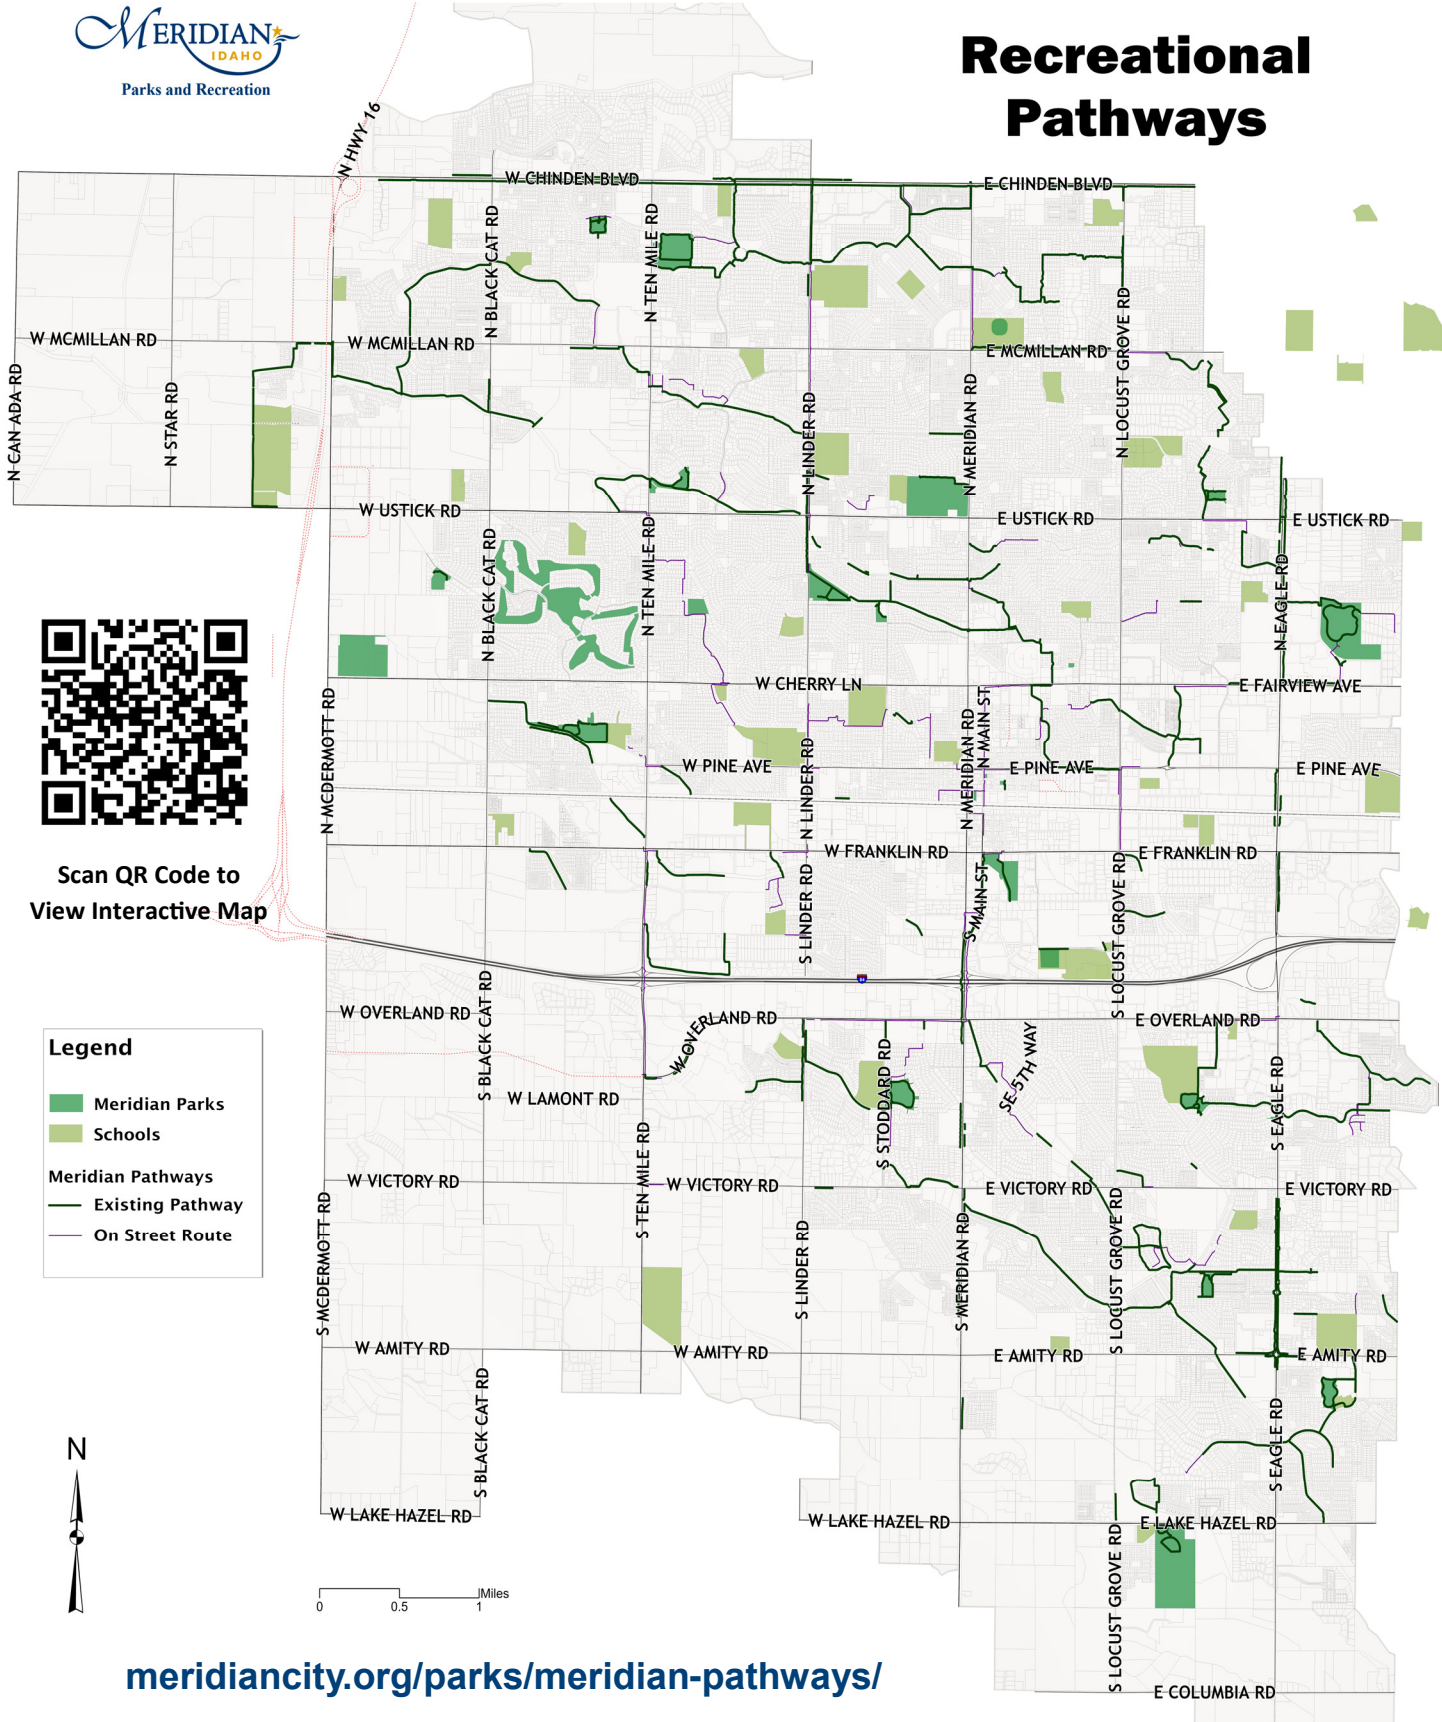 MERIDIAN
IDAHO
Parks and Recreation
Recreational
Pathways
N HWY 16
W CHINDEN BLVD
E CHINDEN BLVD
N BLACK CAT RD
N TEN MILE RD
N LOCUST GROVE RD
W MCMILLAN RD
W MCMILLAN RD
E MCMILLAN RD
N CAN-ADA RD
N STAR RD
N LINDER RD
N MERIDIAN RD
W USTICK RD
E USTICK RD
E USTICK RD
N BLACK CAT RD
N TEN MILE RD
N EAGLE RD
W CHERRY LN
E FAIRVIEW AVE
N MCDERMOTT RD
N LINDER RD
N MERIDIAN RD
N MAIN ST
W PINE AVE
E PINE AVE
E PINE AVE
W FRANKLIN RD
E FRANKLIN RD
Scan QR Code to
View Interactive Map
S LINDER RD
S MAIN ST
S LOCUST GROVE RD
S BLACK CAT RD
W OVERLAND RD
W OVERLAND RD
E OVERLAND RD
S STODDARD RD
SE 5TH WAY
S EAGLE RD
W LAMONT RD
Legend
Meridian Parks
Schools
Meridian Pathways
Existing Pathway
On Street Route
W VICTORY RD
W VICTORY RD
E VICTORY RD
E VICTORY RD
S MCDERMOTT RD
S TEN MILE RD
S LINDER RD
S MERIDIAN RD
S LOCUST GROVE RD
W AMITY RD
W AMITY RD
E AMITY RD
E AMITY RD
S BLACK CAT RD
S EAGLE RD
N
W LAKE HAZEL RD
W LAKE HAZEL RD
E LAKE HAZEL RD
S LOCUST GROVE RD
Miles
0 0.5 1
meridiancity.org/parks/meridian-pathways/
E COLUMBIA RD